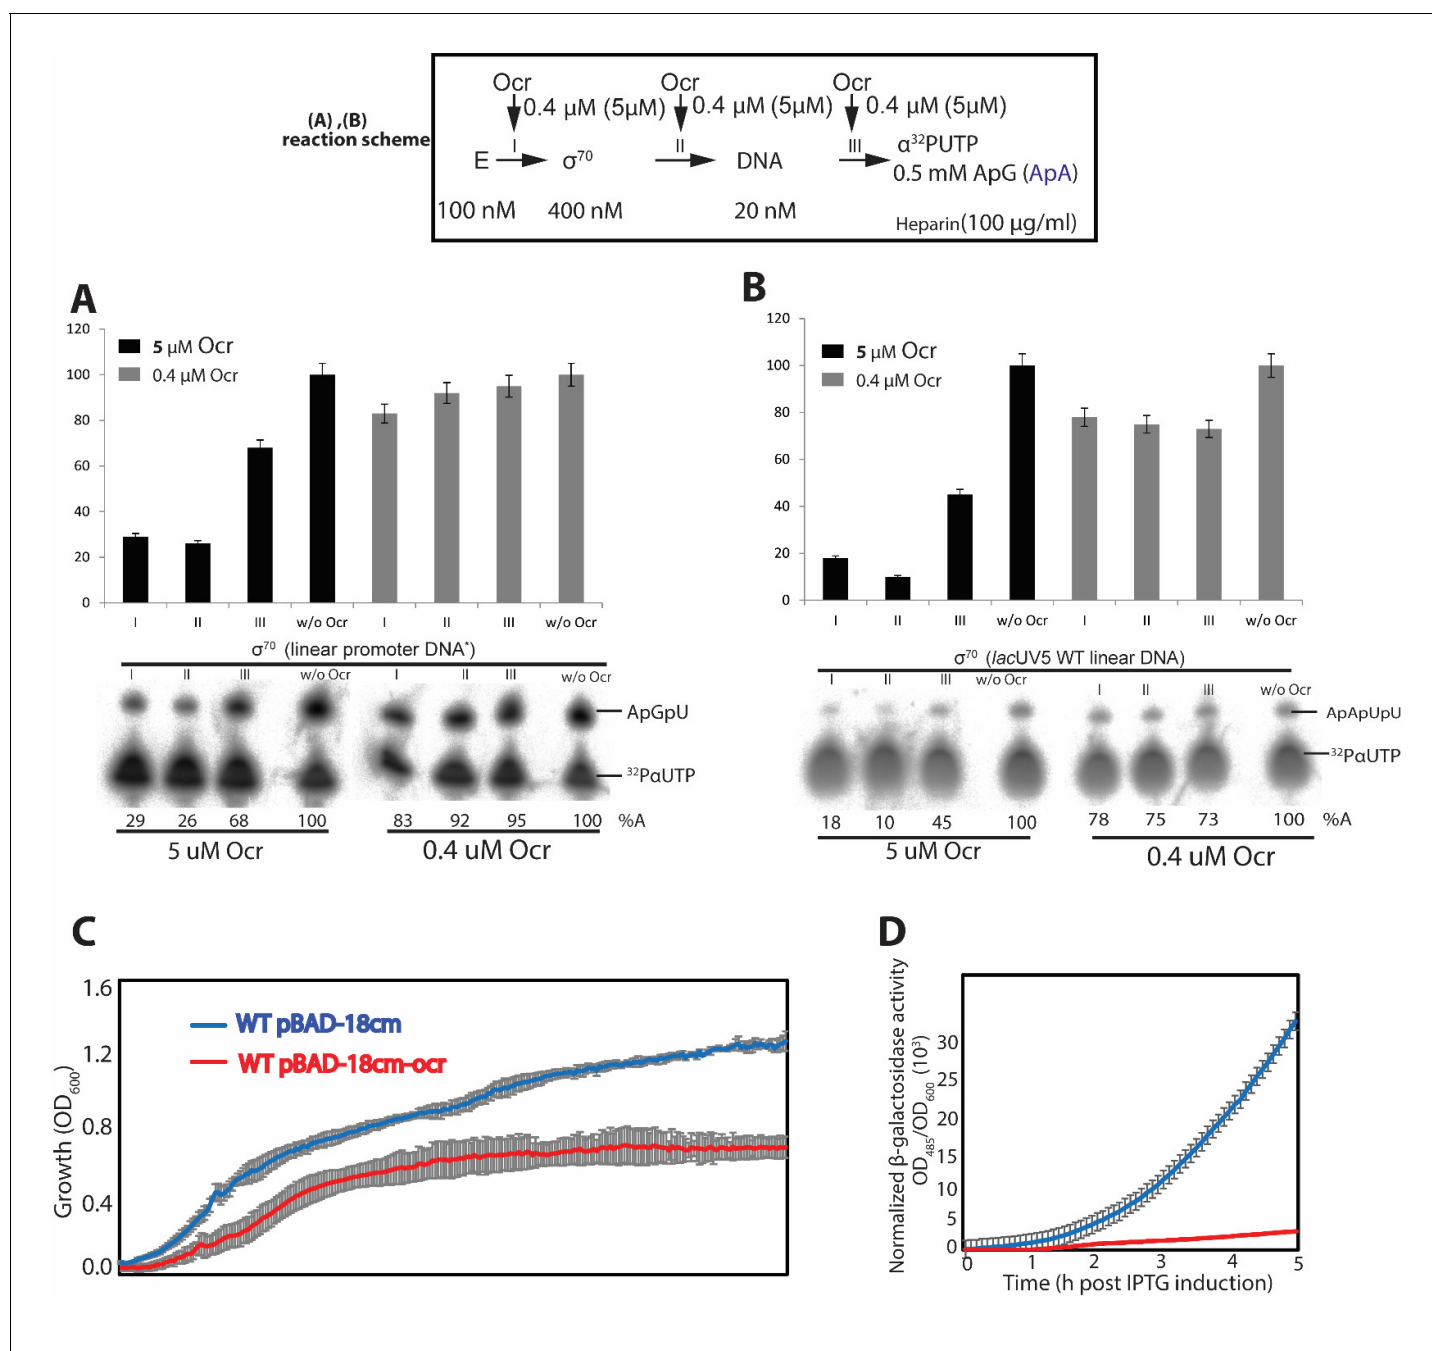 (A) ,(B)
reaction scheme
Ocr Ocr Ocr
0.4 µM (5µM) 0.4 µM (5µM) 0.4 µM (5µM)
I II III
E σ⁷⁰ DNA α³²PUTP
0.5 mM ApG (ApA)
100 nM 400 nM 20 nM
Heparin(100 µg/ml)
A
120
100
80
60
40
20
0
5 µM Ocr
0.4 µM Ocr
I II III w/o Ocr I II III w/o Ocr
σ⁷⁰ (linear promoter DNA*)
I II III w/o Ocr I II III w/o Ocr
ApGpU
³²PαUTP
29 26 68 100 83 92 95 100 %A
5 uM Ocr 0.4 uM Ocr
B
120
100
80
60
40
20
0
5 µM Ocr
0.4 µM Ocr
I II III w/o Ocr I II III w/o Ocr
σ⁷⁰ (lacUV5 WT linear DNA)
I II III w/o Ocr I II III w/o Ocr
ApApUpU
³²PαUTP
18 10 45 100 78 75 73 100 %A
5 uM Ocr 0.4 uM Ocr
C
Growth (OD₆₀₀)
1.6
1.2
0.8
0.4
0.0
WT pBAD-18cm
WT pBAD-18cm-ocr
D
Normalized β-galactosidase activity
OD₄₈₅/OD₆₀₀ (10³)
30
25
20
15
10
5
0
0 1 2 3 4 5
Time (h post IPTG induction)